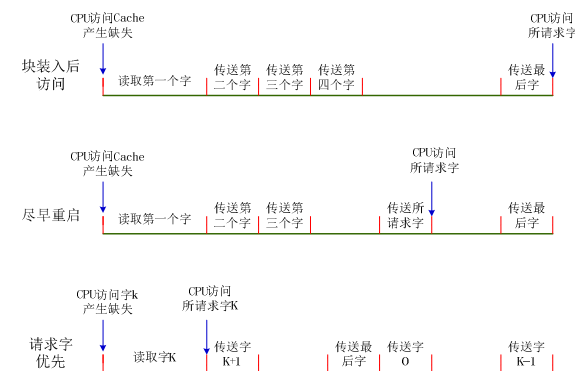 CPU访问Cache
产生缺失
CPU访问
所请求字
块装入后
访问
读取第一个字
传送第
二个字
传送第
三个字
传送第
四个字
传送最
后字
CPU访问Cache
产生缺失
CPU访问
所请求字
尽早重启
读取第一个字
传送第
二个字
传送第
三个字
传送所
请求字
传送最
后字
CPU访问字k
产生缺失
CPU访问
所请求字K
请求字
优先
读取字K
传送字
K+1
传送最
后字
传送字
0
传送字
K-1